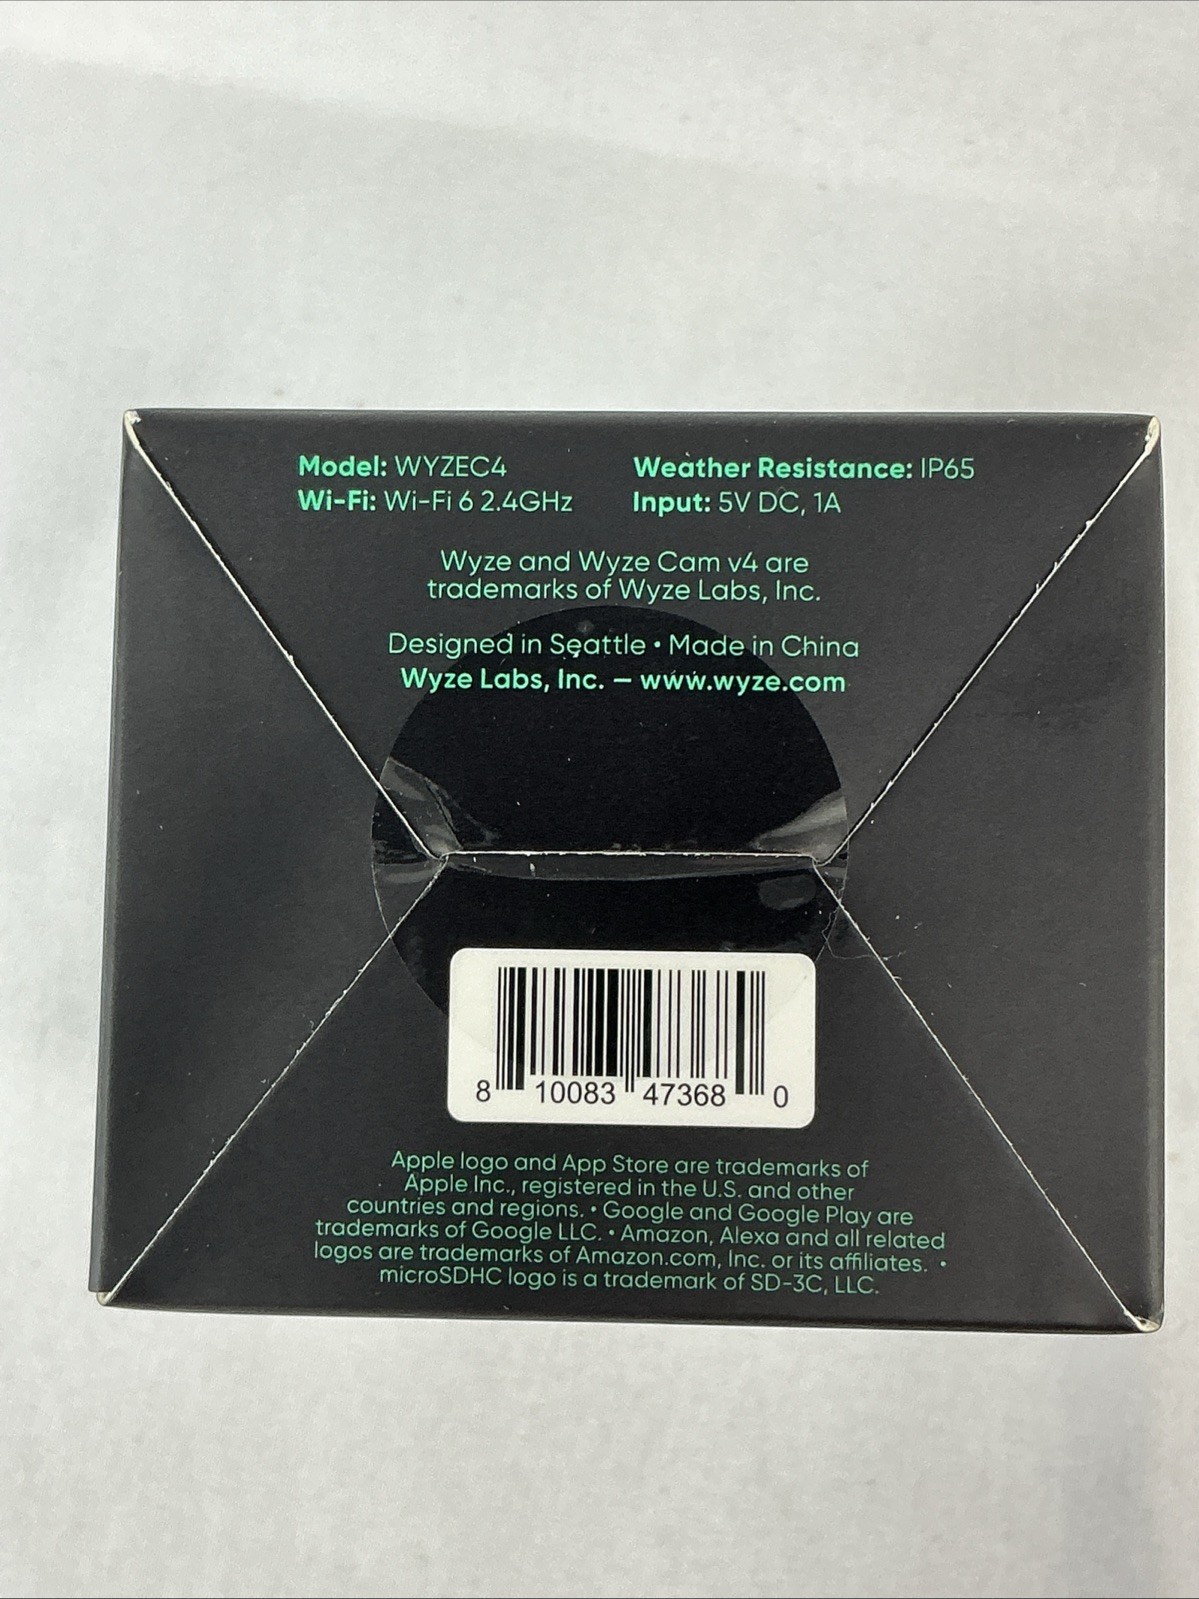 Model: WYZEC4
Weather Resistance: IP65
Wi-Fi: Wi-Fi 6 2.4GHz
Input: 5V DC, 1A
Wyze and Wyze Cam v4 are
trademarks of Wyze Labs, Inc.
Designed in Seattle • Made in China
Wyze Labs, Inc. – www.wyze.com
8 10083 47368 0
Apple logo and App Store are trademarks of
Apple Inc., registered in the U.S. and other
countries and regions. • Google and Google Play are
trademarks of Google LLC. • Amazon, Alexa and all related
logos are trademarks of Amazon.com, Inc. or its affiliates. •
microSDHC logo is a trademark of SD-3C, LLC.